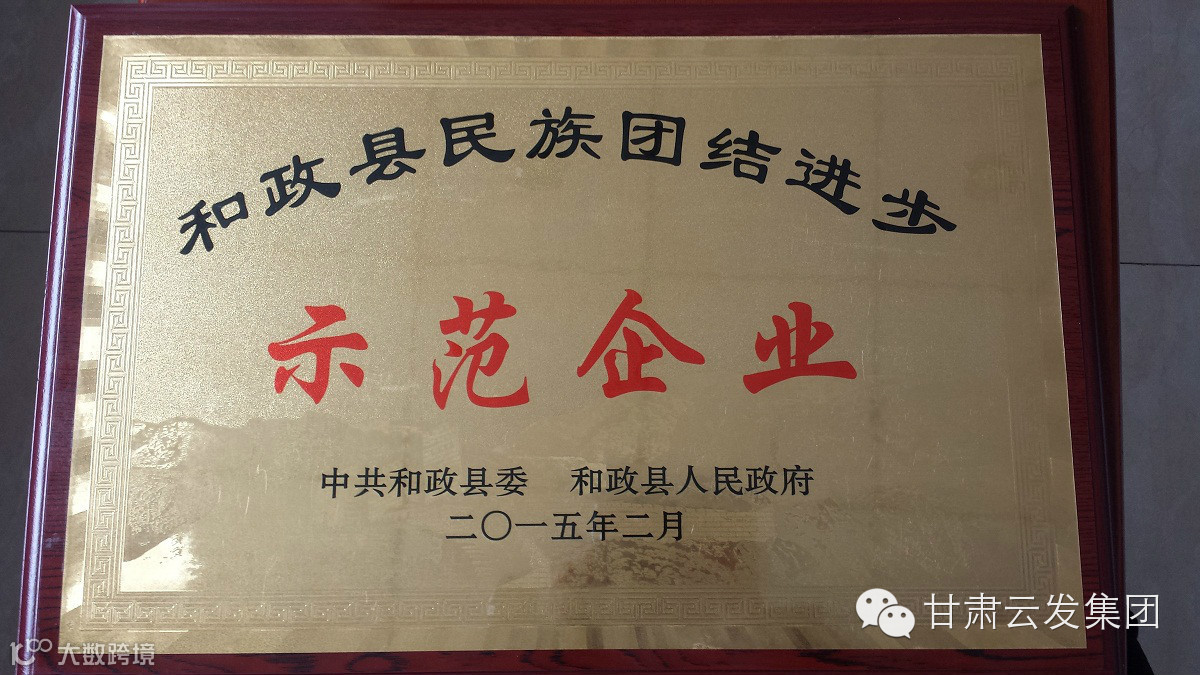 和政县民族团结进步
示范企业
中共和政县委 和政县人民政府
二〇一五年二月
甘肃云发集团
大数跨境